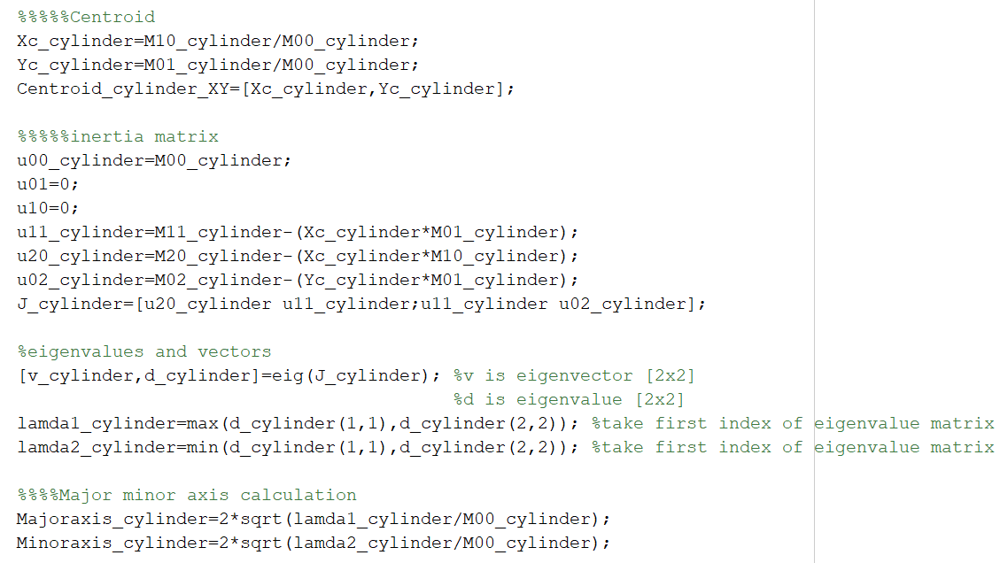 %%%%%Centroid
Xc_cylinder=M10_cylinder/M00_cylinder;
Yc_cylinder=M01_cylinder/M00_cylinder;
Centroid_cylinder_XY=[Xc_cylinder,Yc_cylinder];
%%%%%inertia matrix
u00_cylinder=M00_cylinder;
u01=0;
u10=0;
u11_cylinder=M11_cylinder-(Xc_cylinder*M01_cylinder);
u20_cylinder=M20_cylinder-(Xc_cylinder*M10_cylinder);
u02_cylinder=M02_cylinder-(Yc_cylinder*M01_cylinder);
J_cylinder=[u20_cylinder u11_cylinder;u11_cylinder u02_cylinder];
%eigenvalues and vectors
[v_cylinder,d_cylinder]=eig(J_cylinder); %v is eigenvector [2x2]
%d is eigenvalue [2x2]
lamda1_cylinder=max(d_cylinder(1,1),d_cylinder(2,2)); %take first index of eigenvalue matrix
lamda2_cylinder=min(d_cylinder(1,1),d_cylinder(2,2)); %take first index of eigenvalue matrix
%%%%Major minor axis calculation
Majoraxis_cylinder=2*sqrt(lamda1_cylinder/M00_cylinder);
Minoraxis_cylinder=2*sqrt(lamda2_cylinder/M00_cylinder);